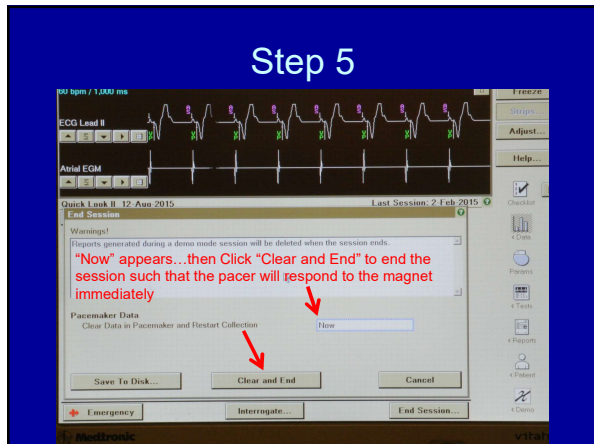 Step 5
60 bpm / 1,000 ms
Freeze
Strips...
ECG Lead II
Adjust...
Help...
Atrial EGM
Quick Look II 12-Aug-2015
Last Session: 2-Feb-2015
Checklist
End Session
Warnings!
Reports generated during a demo mode session will be deleted when the session ends.
< Data
“Now” appears…then Click “Clear and End” to end the
session such that the pacer will respond to the magnet
immediately
Params
< Tests
Pacemaker Data
Clear Data in Pacemaker and Restart Collection
Now
< Reports
Save To Disk...
Clear and End
Cancel
< Patient
Emergency
Interrogate...
End Session...
< Demo
Medtronic